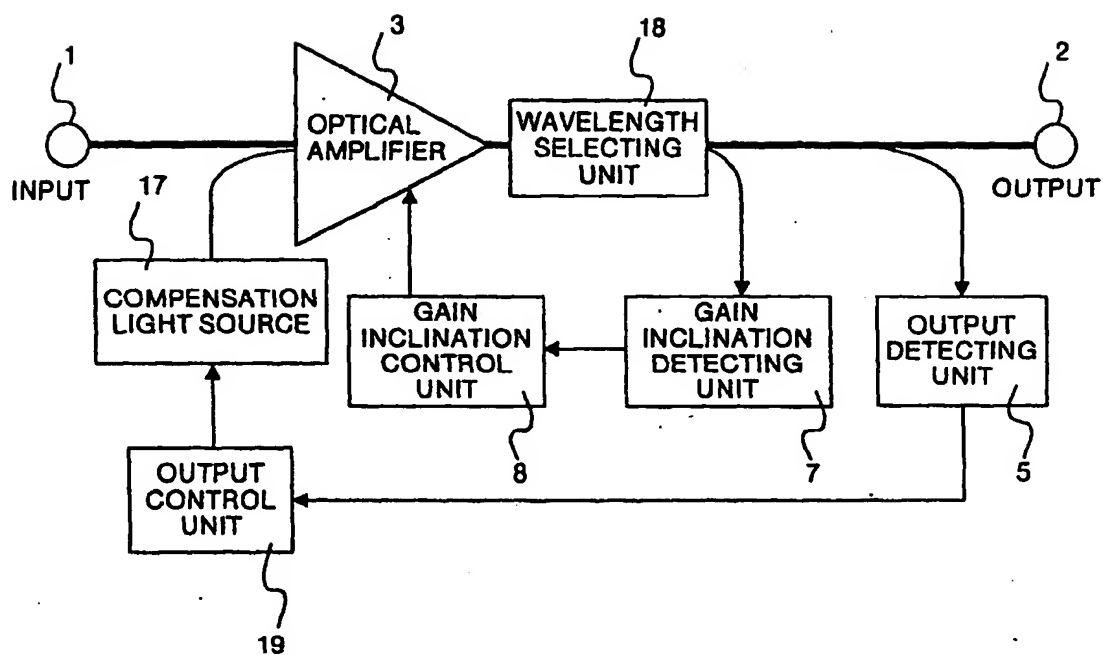 1
3
18
2
OPTICAL
AMPLIFIER
WAVELENGTH
SELECTING
UNIT
INPUT
OUTPUT
17
COMPENSATION
LIGHT SOURCE
GAIN
INCLINATION
CONTROL
UNIT
GAIN
INCLINATION
DETECTING
UNIT
OUTPUT
DETECTING
UNIT
8
7
5
OUTPUT
CONTROL
UNIT
19